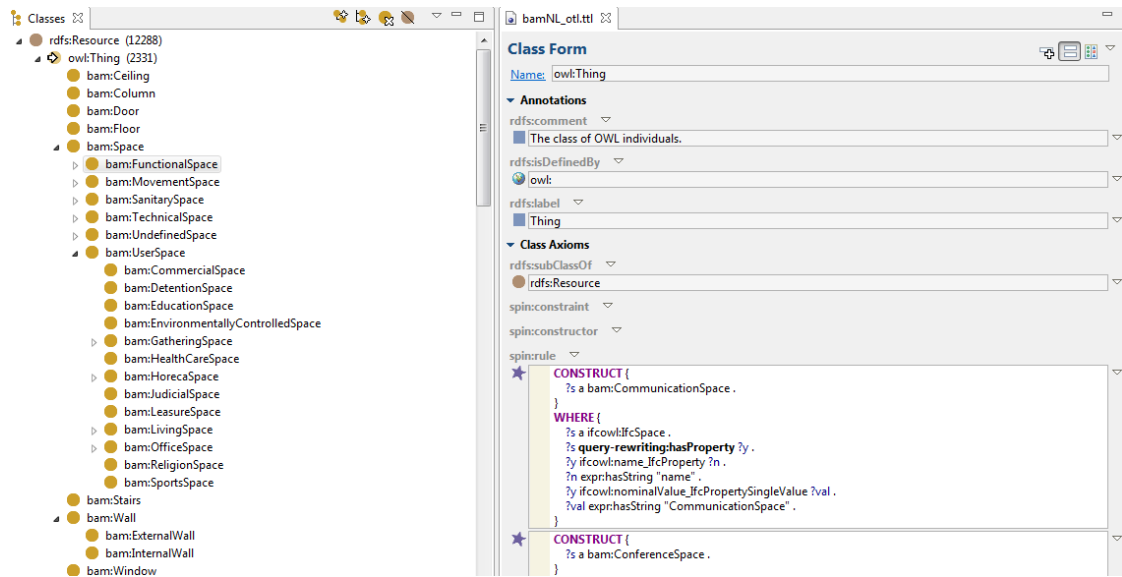 Classes
rdfs:Resource (12288)
owl:Thing (2331)
bam:Ceiling
bam:Column
bam:Door
bam:Floor
bam:Space
bam:FunctionalSpace
bam:MovementSpace
bam:SanitarySpace
bam:TechnicalSpace
bam:UndefinedSpace
bam:UserSpace
bam:CommercialSpace
bam:DetentionSpace
bam:EducationSpace
bam:EnvironmentallyControlledSpace
bam:GatheringSpace
bam:HealthCareSpace
bam:HorecaSpace
bam:JudicialSpace
bam:LeasureSpace
bam:LivingSpace
bam:OfficeSpace
bam:ReligionSpace
bam:SportsSpace
bam:Stairs
bam:Wall
bam:ExternalWall
bam:InternalWall
bam:Window
bamNL_otl.ttl
Class Form
Name: owl:Thing
Annotations
rdfs:comment
The class of OWL individuals.
rdfs:isDefinedBy
owl:
rdfs:label
Thing
Class Axioms
rdfs:subClassOf
rdfs:Resource
spin:constraint
spin:constructor
spin:rule
CONSTRUCT {
?s a bam:CommunicationSpace .
}
WHERE {
?s a ifcowl:IfcSpace .
?s query-rewriting:hasProperty ?y .
?y ifcowl:name_IfcProperty ?n .
?n expr:hasString "name" .
?y ifcowl:nominalValue_IfcPropertySingleValue ?val .
?val expr:hasString "CommunicationSpace" .
}
CONSTRUCT {
?s a bam:ConferenceSpace .
}